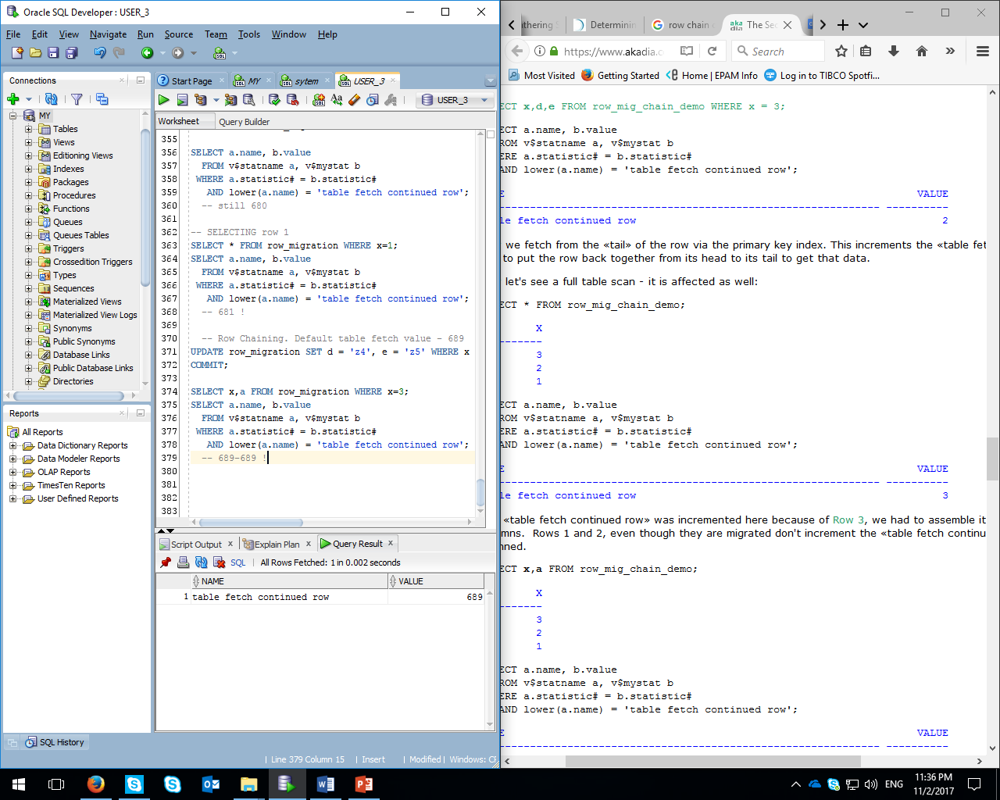 Oracle SQL Developer : USER_3
File Edit View Navigate Run Source Team Tools Window Help
Connections
MY
Tables
Views
Editioning Views
Indexes
Packages
Procedures
Functions
Queues
Queues Tables
Triggers
Crossedition Triggers
Types
Sequences
Materialized Views
Materialized View Logs
Synonyms
Public Synonyms
Database Links
Public Database Links
Directories
Reports
All Reports
Data Dictionary Reports
Data Modeler Reports
OLAP Reports
TimesTen Reports
User Defined Reports
SQL History
Start Page MY sytem USER_3
USER_3
Worksheet Query Builder
355
356 SELECT a.name, b.value
357 FROM v$statname a, v$mystat b
358 WHERE a.statistic# = b.statistic#
359 AND lower(a.name) = 'table fetch continued row';
360 -- still 680
361
362 -- SELECTING row 1
363 SELECT * FROM row_migration WHERE x=1;
364 SELECT a.name, b.value
365 FROM v$statname a, v$mystat b
366 WHERE a.statistic# = b.statistic#
367 AND lower(a.name) = 'table fetch continued row';
368 -- 681 !
369
370 -- Row Chaining. Default table fetch value - 689
371 UPDATE row_migration SET d = 'z4', e = 'z5' WHERE x
372 COMMIT;
373
374 SELECT x,a FROM row_migration WHERE x=3;
375 SELECT a.name, b.value
376 FROM v$statname a, v$mystat b
377 WHERE a.statistic# = b.statistic#
378 AND lower(a.name) = 'table fetch continued row';
379 -- 689-689 !
380
381
382
383
Script Output Explain Plan Query Result
SQL All Rows Fetched: 1 in 0.002 seconds
NAME VALUE
1 table fetch continued row 689
Line 379 Column 15 Insert Modified Windows: CF
athering S Determinin row chain aka dia The Sec
https://www.akadia.c Search
Most Visited Getting Started Home | EPAM Info Log in to TIBCO Spotfi...
ECT x,d,e FROM row_mig_chain_demo WHERE x = 3;
ECT a.name, b.value
ROM v$statname a, v$mystat b
ERE a.statistic# = b.statistic#
AND lower(a.name) = 'table fetch continued row';
E VALUE
---------------------------------------------------------------- ----------
le fetch continued row 2
we fetch from the «tail» of the row via the primary key index. This increments the «table fet
to put the row back together from its head to its tail to get that data.
let's see a full table scan - it is affected as well:
ECT * FROM row_mig_chain_demo;
X
-------
3
2
1
ECT a.name, b.value
ROM v$statname a, v$mystat b
ERE a.statistic# = b.statistic#
AND lower(a.name) = 'table fetch continued row';
E VALUE
---------------------------------------------------------------- ----------
le fetch continued row 3
«table fetch continued row» was incremented here because of Row 3, we had to assemble it
mns. Rows 1 and 2, even though they are migrated don't increment the «table fetch continu
nned.
ECT x,a FROM row_mig_chain_demo;
X
-------
3
2
1
ECT a.name, b.value
ROM v$statname a, v$mystat b
ERE a.statistic# = b.statistic#
AND lower(a.name) = 'table fetch continued row';
E VALUE
---------------------------------------------------------------- ----------
ENG
11:36 PM
11/2/2017